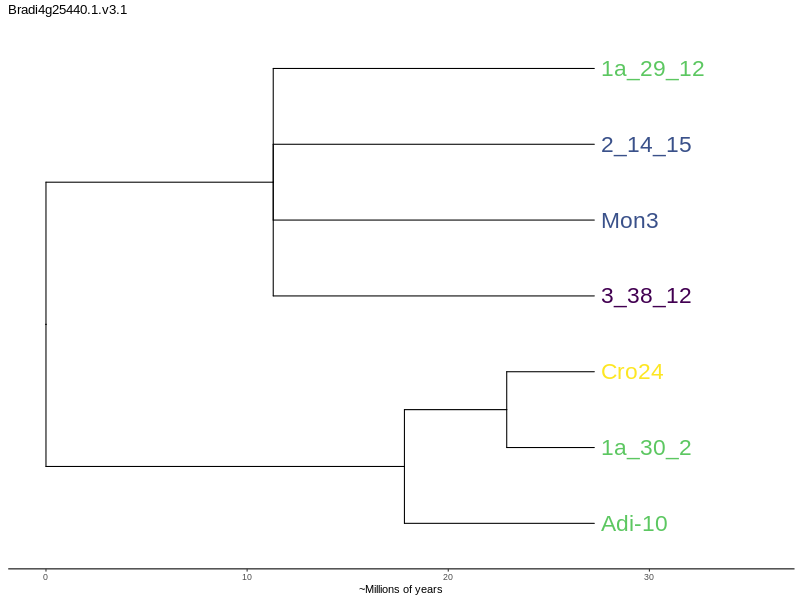 Bradi4g25440.1.v3.1
1a_29_12
2_14_15
Mon3
3_38_12
Cro24
1a_30_2
Adi-10
0 10 20 30
~Millions of years